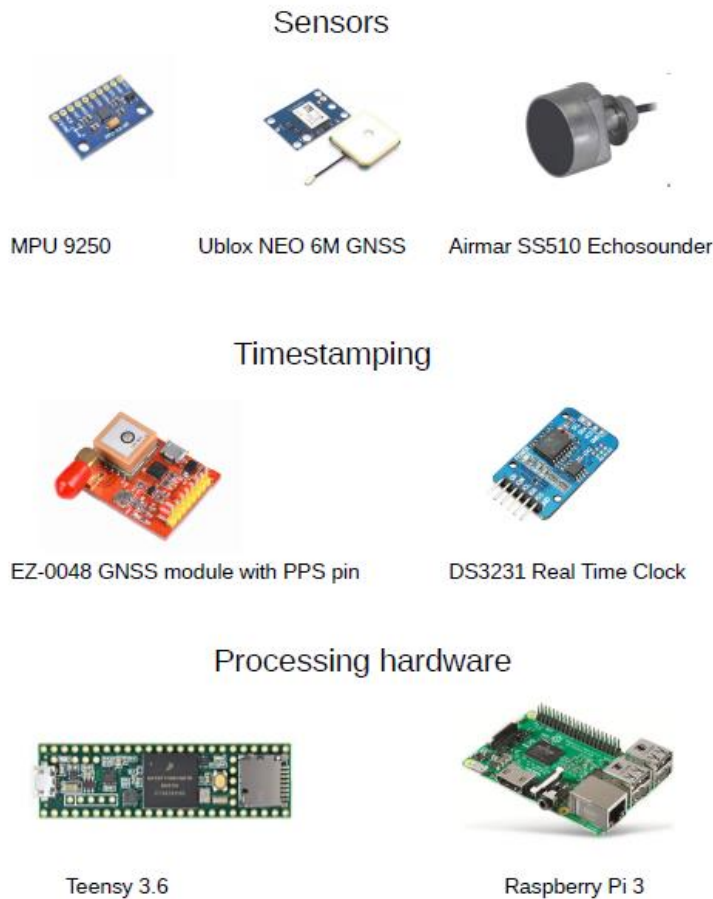 Sensors
MPU 9250
Ublox NEO 6M GNSS
Airmar SS510 Echosounder
Timestamping
EZ-0048 GNSS module with PPS pin
DS3231 Real Time Clock
Processing hardware
Teensy 3.6
Raspberry Pi 3